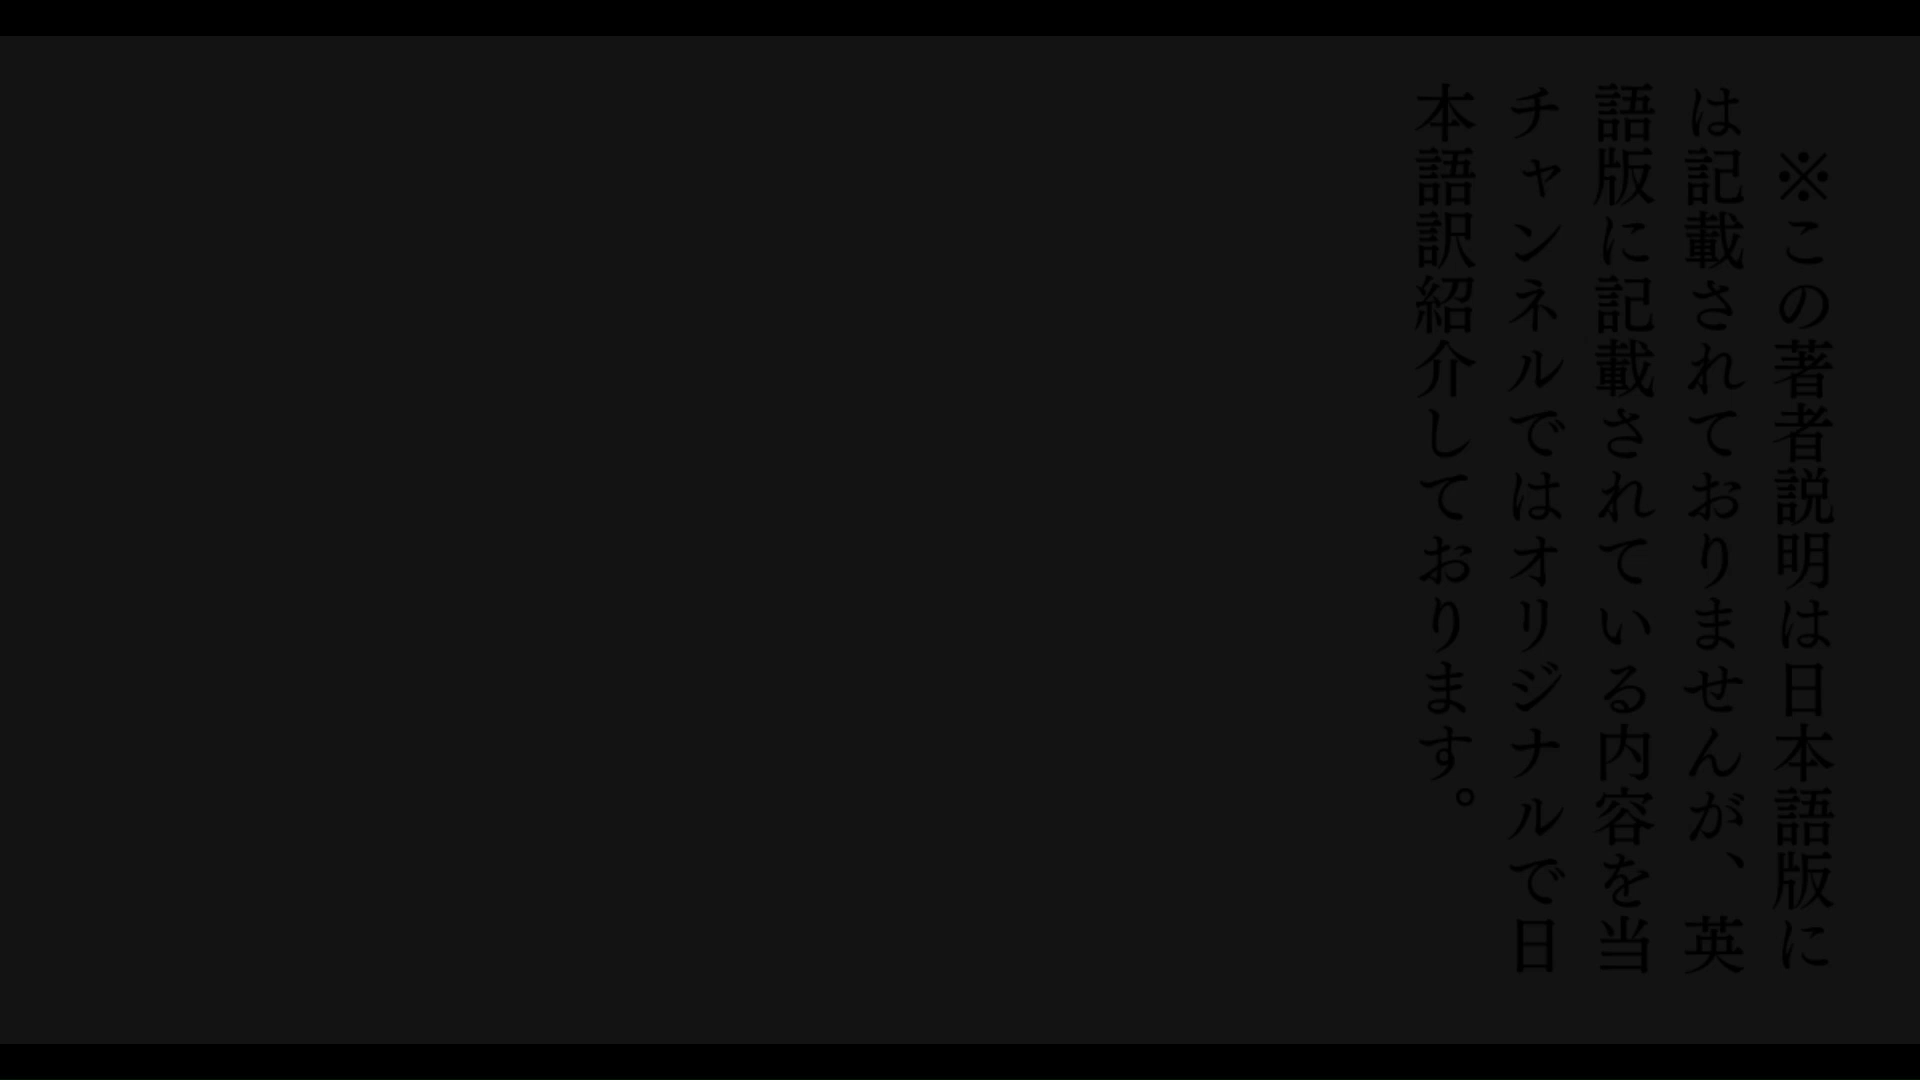 ※この著者説明は日本語版に
は記載されておりませんが、英
語版に記載されている内容を当
チャンネルではオリジナルで日
本語訳紹介しております。